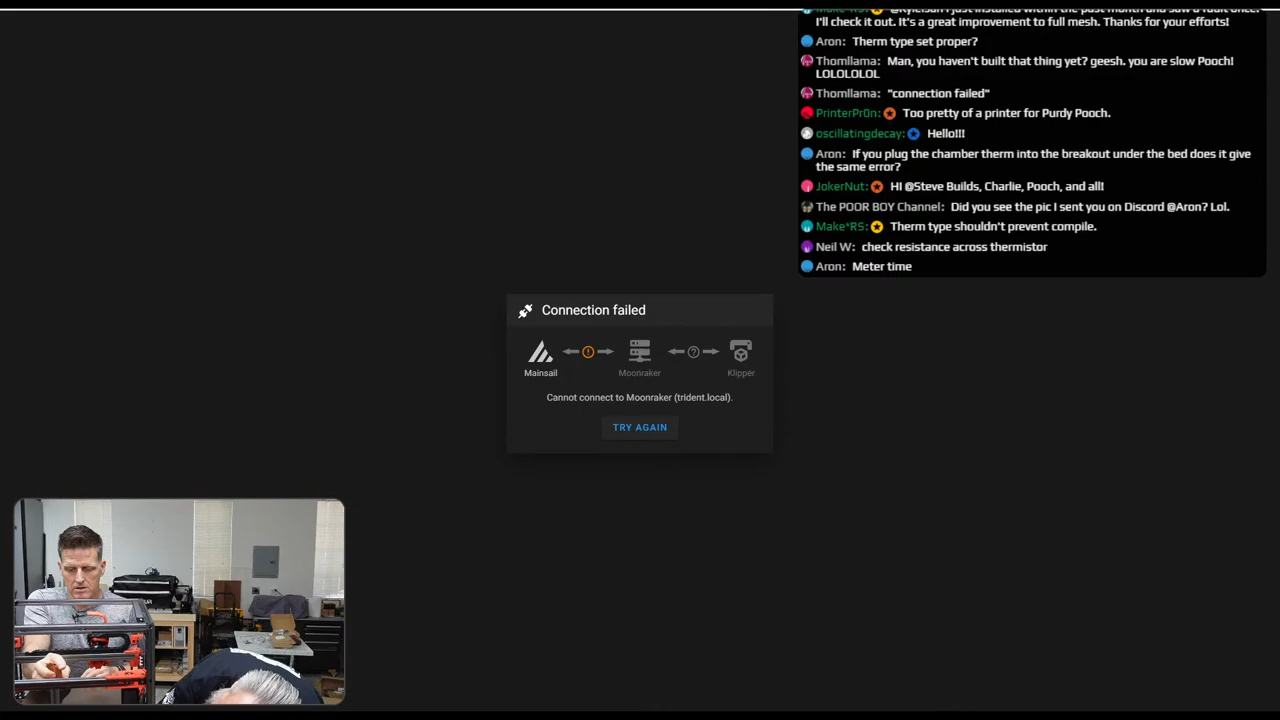 I'll check it out. It's a great improvement to full mesh. Thanks for your efforts!
Aron: Therm type set proper?
Thomllama: Man, you haven't built that thing yet? geesh. you are slow Pooch!
LOLOLOLOL
Thomllama: "connection failed"
PrinterPr0n: Too pretty of a printer for Purdy Pooch.
oscillatingdecay: Hello!!!
Aron: If you plug the chamber therm into the breakout under the bed does it give
the same error?
JokerNut: HI @Steve Builds, Charlie, Pooch, and all!
The POOR BOY Channel: Did you see the pic I sent you on Discord @Aron? Lol.
Make*RS: Therm type shouldn't prevent compile.
Neil W: check resistance across thermistor
Aron: Meter time
Connection failed
Mainsail
Moonraker
Klipper
Cannot connect to Moonraker (trident.local).
TRY AGAIN